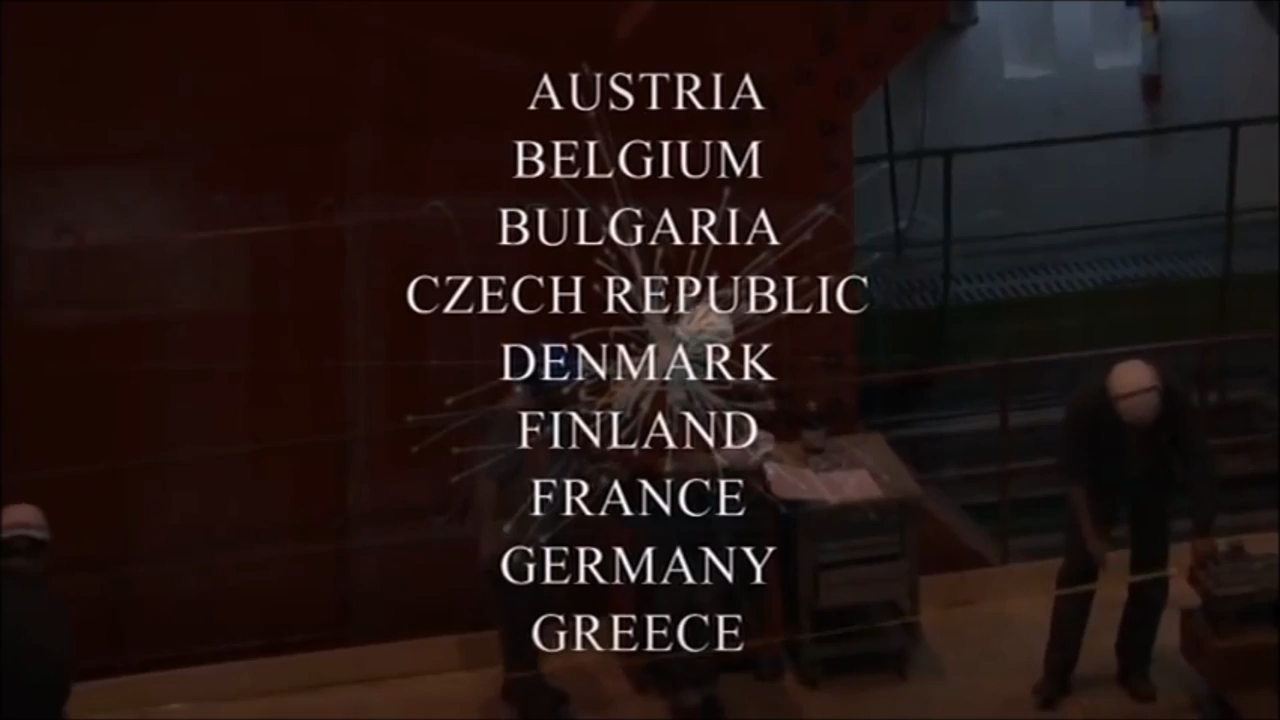 AUSTRIA
BELGIUM
BULGARIA
CZECH REPUBLIC
DENMARK
FINLAND
FRANCE
GERMANY
GREECE